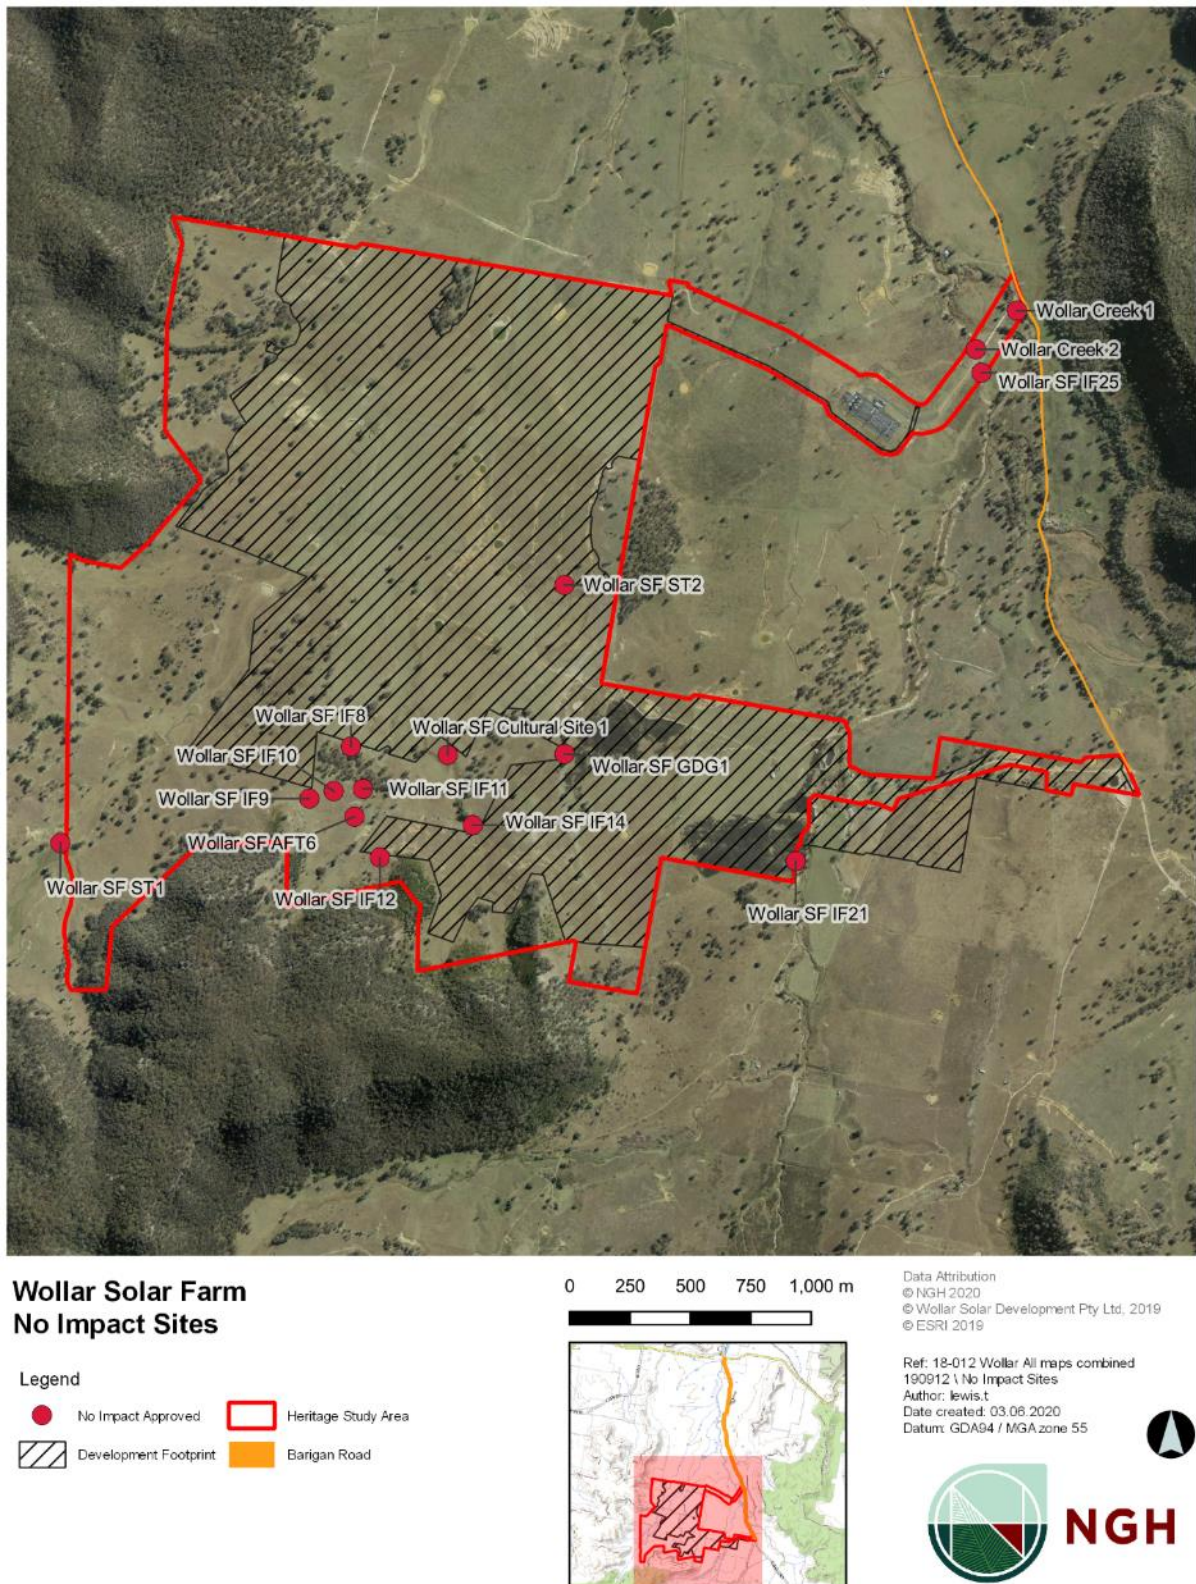 Wollar Creek 1
Wollar Creek 2
Wollar SF IF25
Wollar SF ST2
Wollar SF IF8
Wollar SF Cultural Site 1
Wollar SF IF10
Wollar SF GDG1
Wollar SF IF11
Wollar SF IF9
Wollar SF IF14
Wollar SF AFT6
Wollar SF ST1
Wollar SF IF12
Wollar SF IF21
Wollar Solar Farm
No Impact Sites
Legend
No Impact Approved
Heritage Study Area
Development Footprint
Barigan Road
0 250 500 750 1,000 m
Data Attribution
© NGH 2020
© Wollar Solar Development Pty Ltd, 2019
© ESRI 2019
Ref: 18-012 Wollar All maps combined
190912 \ No Impact Sites
Author: lewis.t
Date created: 03.06.2020
Datum: GDA94 / MGA zone 55
NGH